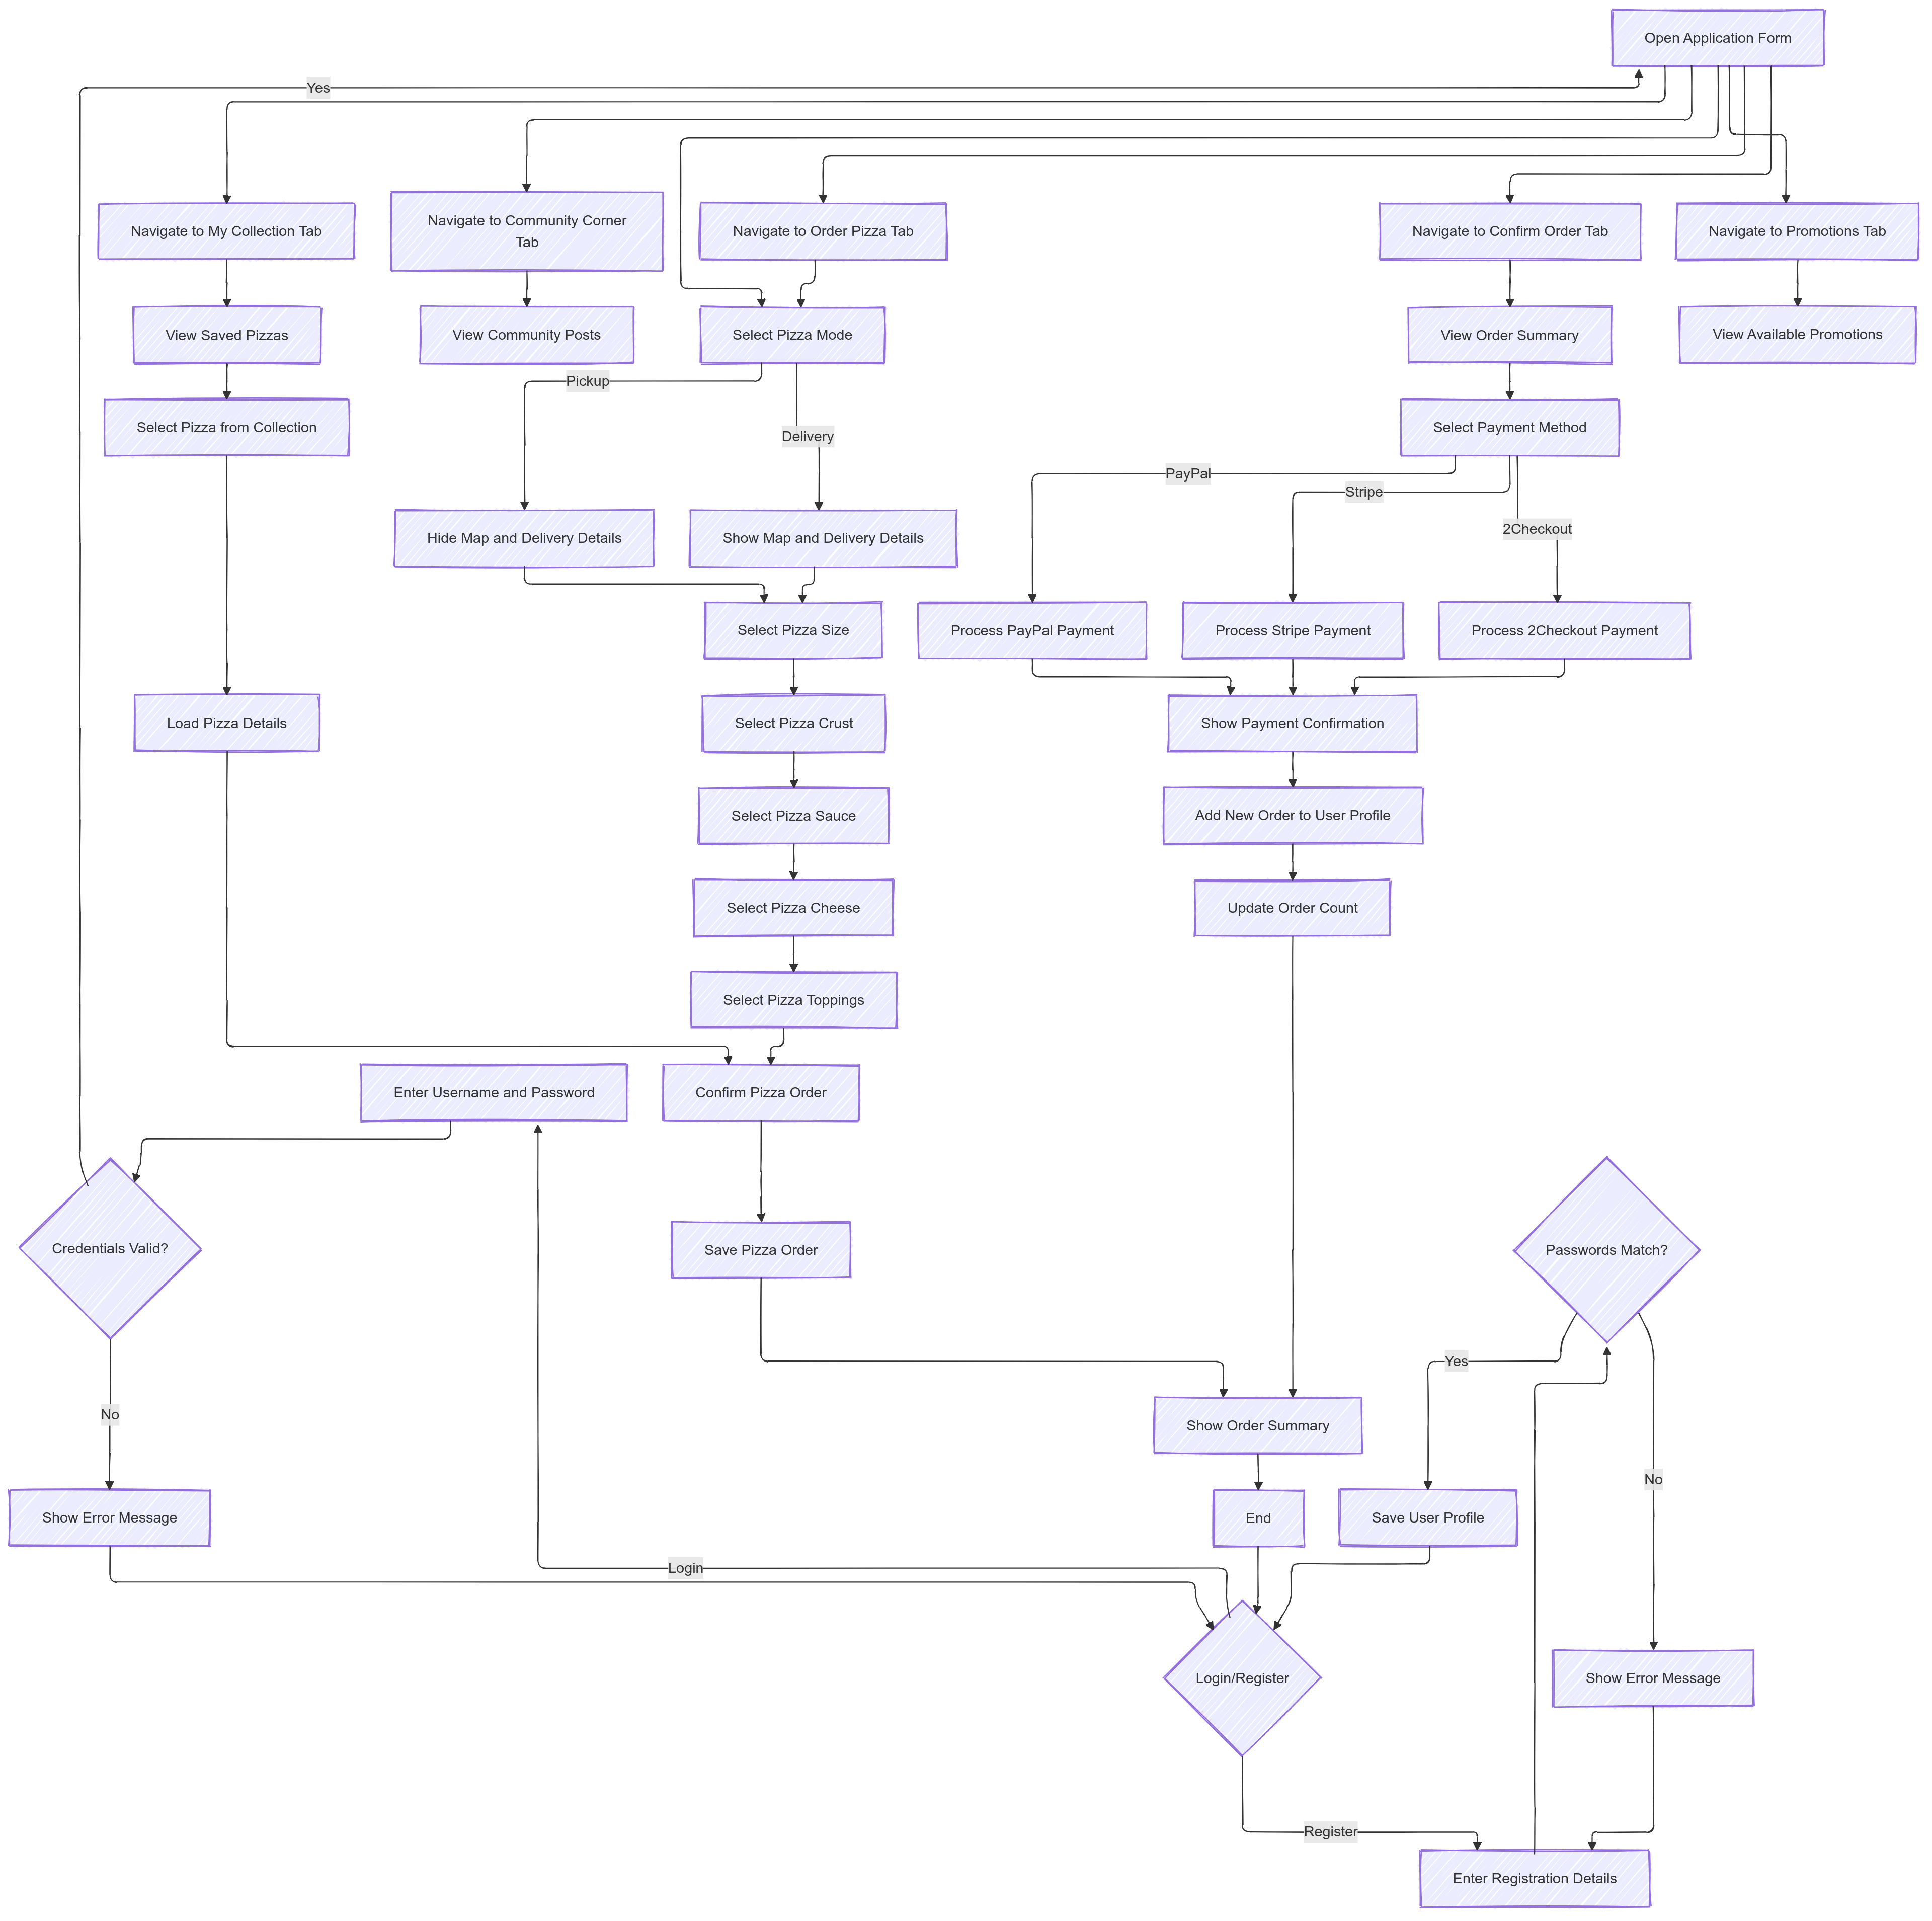 Open Application Form
Yes
Navigate to My Collection Tab
Navigate to Community Corner
Tab
Navigate to Order Pizza Tab
Navigate to Confirm Order Tab
Navigate to Promotions Tab
View Saved Pizzas
View Community Posts
Select Pizza Mode
View Order Summary
View Available Promotions
Pickup
Select Pizza from Collection
Delivery
Select Payment Method
PayPal
Stripe
2Checkout
Hide Map and Delivery Details
Show Map and Delivery Details
Select Pizza Size
Process PayPal Payment
Process Stripe Payment
Process 2Checkout Payment
Load Pizza Details
Select Pizza Crust
Show Payment Confirmation
Select Pizza Sauce
Add New Order to User Profile
Select Pizza Cheese
Update Order Count
Select Pizza Toppings
Enter Username and Password
Confirm Pizza Order
Credentials Valid?
Save Pizza Order
Passwords Match?
Yes
No
Show Order Summary
No
Show Error Message
End
Save User Profile
Login
Login/Register
Show Error Message
Register
Enter Registration Details